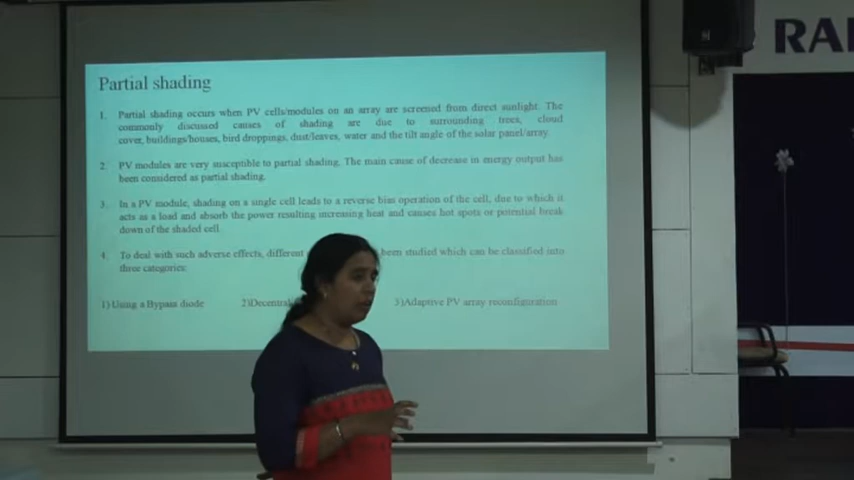 RA
Partial shading
1. Partial shading occurs when PV cells/modules on an array are screened from direct sunlight. The
commonly discussed causes of shading are due to surrounding trees, cloud
cover, buildings/houses, bird droppings, dust/leaves, water and the tilt angle of the solar panel/array.
2. PV modules are very susceptible to partial shading. The main cause of decrease in energy output has
been considered as partial shading.
3. In a PV module, shading on a single cell leads to a reverse bias operation of the cell, due to which it
acts as a load and absorb the power resulting increasing heat and causes hot spots or potential break
down of the shaded cell.
4. To deal with such adverse effects, different been studied which can be classified into
three categories:
1) Using a Bypass diode 2)Decentral 3)Adaptive PV array reconfiguration